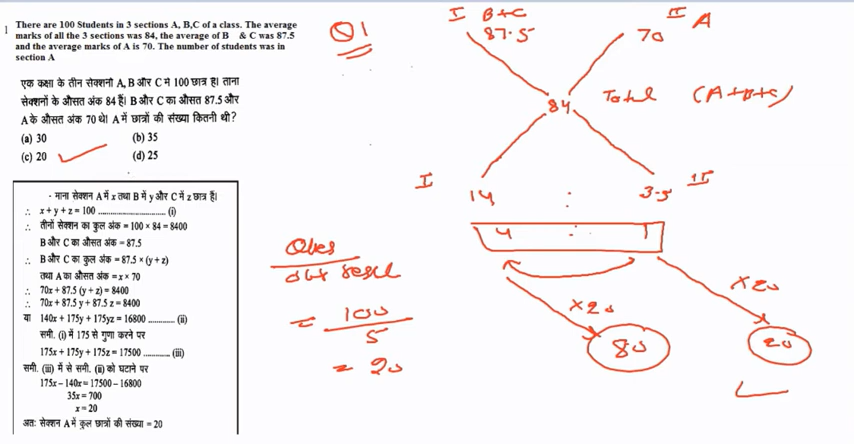 1 There are 100 Students in 3 sections A, B,C of a class. The average
marks of all the 3 sections was 84, the average of B & C was 87.5
and the average marks of A is 70. The number of students was in
section A
एक कक्षा के तीन सेक्शनों A, B और C में 100 छात्र हैं। तीनों
सेक्शनों के औसत अंक 84 हैं। B और C का औसत 87.5 और
A के औसत अंक 70 थे। A में छात्रों की संख्या कितनी थी?
(a) 30 (b) 35
(c) 20 (d) 25
माना सेक्शन A में x तथा B में y और C में z छात्र हैं।
∴ x + y + z = 100 .............................. (i)
∴ तीनों सेक्शन का कुल अंक = 100 × 84 = 8400
B और C का औसत अंक = 87.5
∴ B और C का कुल अंक = 87.5 × (y + z)
तथा A का औसत अंक = x × 70
∴ 70x + 87.5 (y + z) = 8400
∴ 70x + 87.5 y + 87.5 z = 8400
या 140x + 175y + 175yz = 16800 ............ (ii)
समी. (i) में 175 से गुणा करने पर
175x + 175y + 175z = 17500 ............ (iii)
समी. (iii) में से समी. (ii) को घटाने पर
175x – 140x = 17500 – 16800
35x = 700
x = 20
अतः सेक्शन A में कुल छात्रों की संख्या = 20
Q1
I B+C II A
87.5 70
84 Total (A+B+C)
I II
14 : 3.5
4 : 1
= 100/5
= 20
×20 ×20
80 20